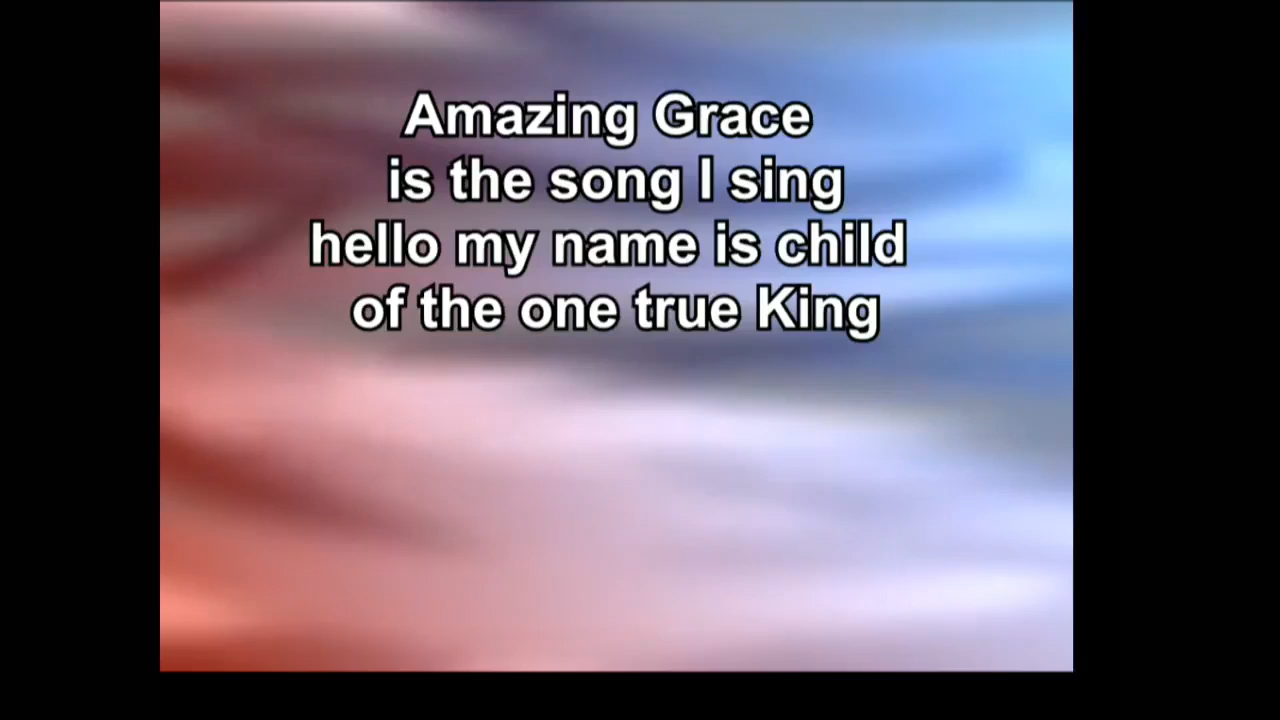 Amazing Grace
is the song I sing
hello my name is child
of the one true King